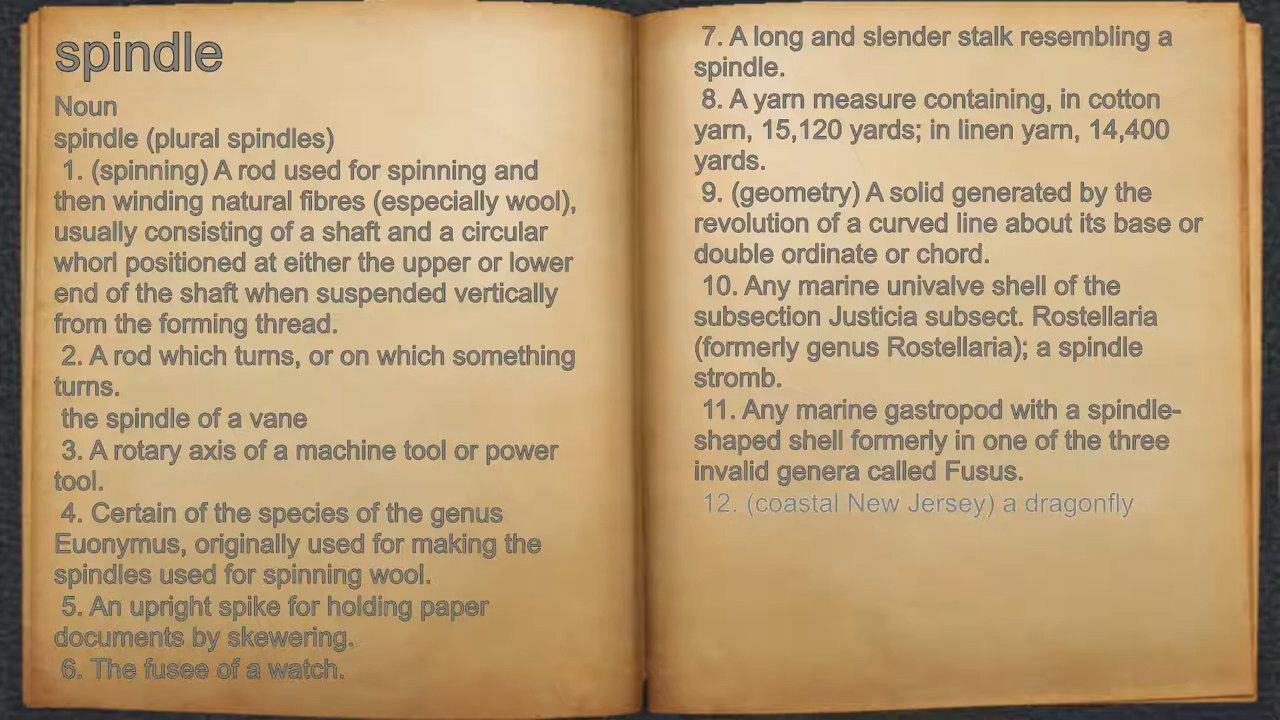 spindle
Noun
spindle (plural spindles)
1. (spinning) A rod used for spinning and
then winding natural fibres (especially wool),
usually consisting of a shaft and a circular
whorl positioned at either the upper or lower
end of the shaft when suspended vertically
from the forming thread.
2. A rod which turns, or on which something
turns.
the spindle of a vane
3. A rotary axis of a machine tool or power
tool.
4. Certain of the species of the genus
Euonymus, originally used for making the
spindles used for spinning wool.
5. An upright spike for holding paper
documents by skewering.
6. The fusee of a watch.
7. A long and slender stalk resembling a
spindle.
8. A yarn measure containing, in cotton
yarn, 15,120 yards; in linen yarn, 14,400
yards.
9. (geometry) A solid generated by the
revolution of a curved line about its base or
double ordinate or chord.
10. Any marine univalve shell of the
subsection Justicia subsect. Rostellaria
(formerly genus Rostellaria); a spindle
stromb.
11. Any marine gastropod with a spindle-
shaped shell formerly in one of the three
invalid genera called Fusus.
12. (coastal New Jersey) a dragonfly